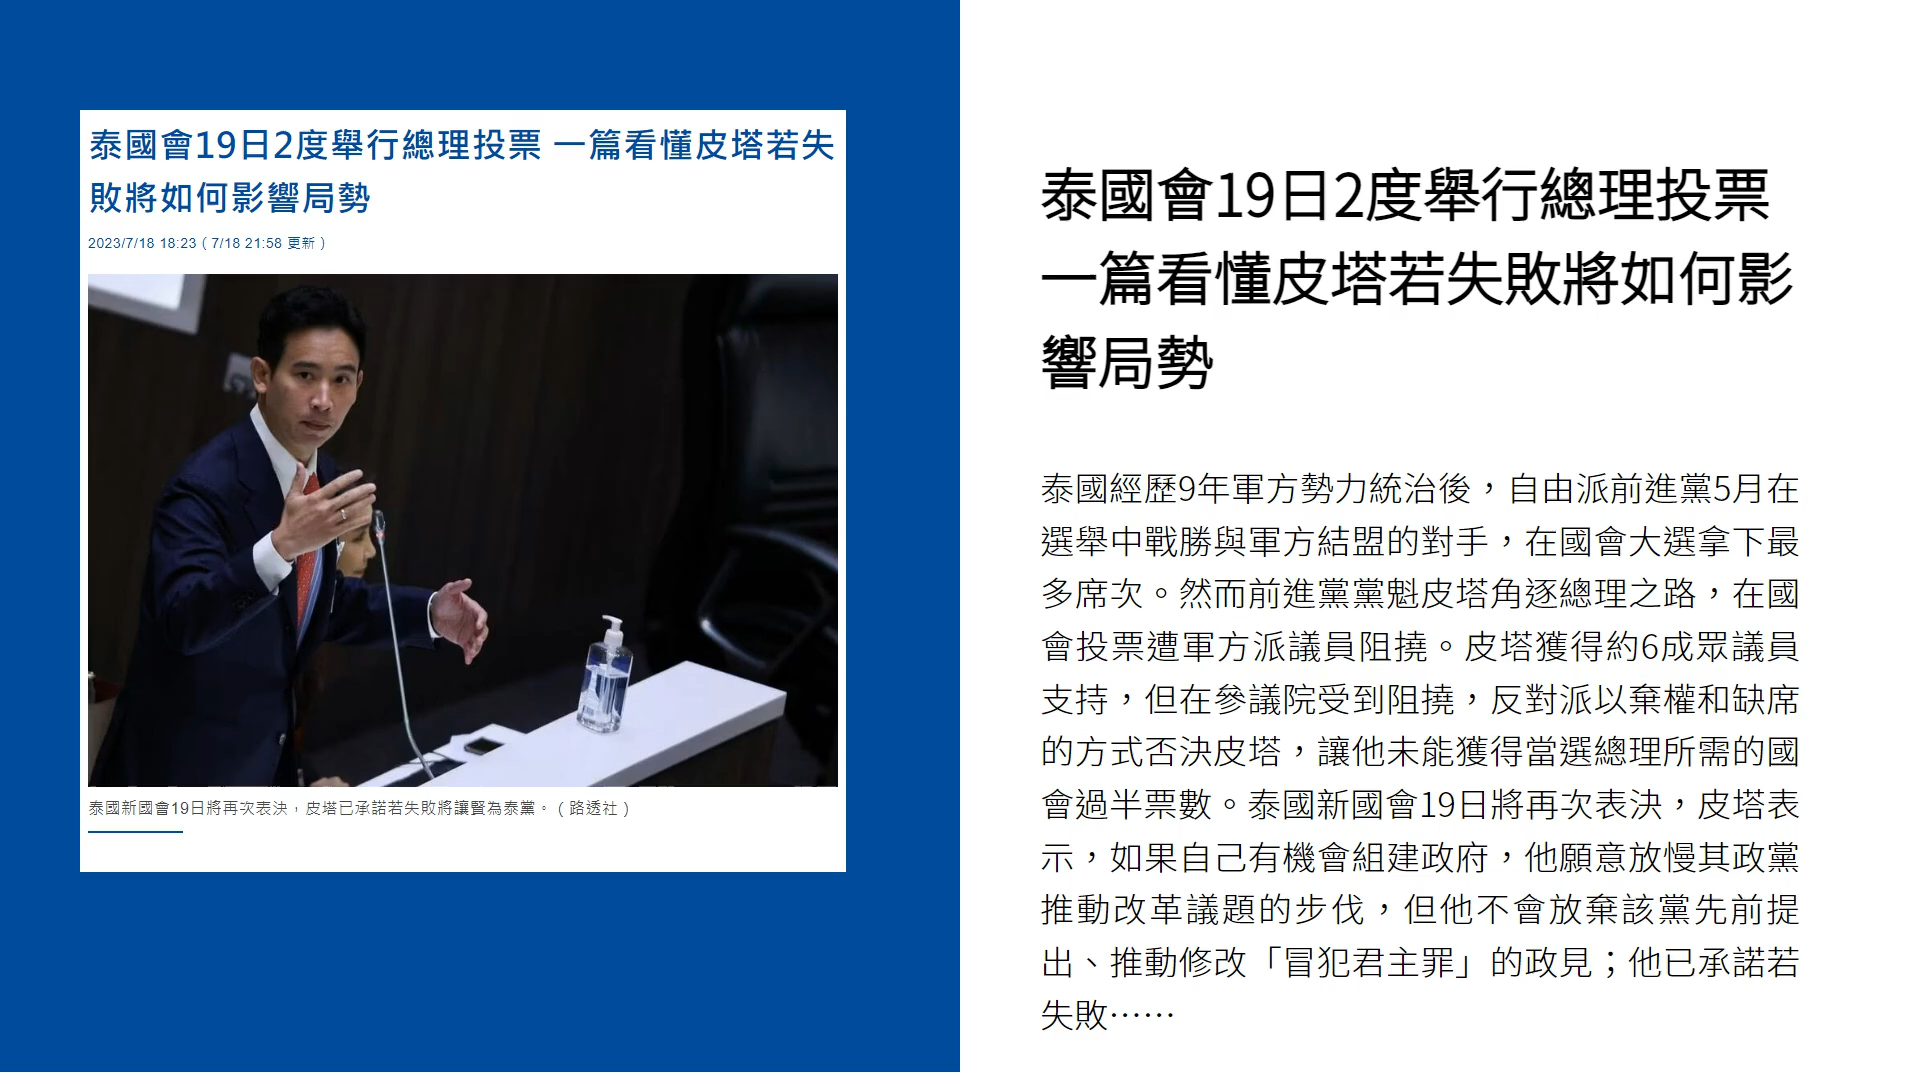 泰國會19日2度舉行總理投票 一篇看懂皮塔若失
敗將如何影響局勢
2023/7/18 18:23（7/18 21:58 更新）
泰國新國會19日將再次表決，皮塔已承諾若失敗將讓賢為泰黨。（路透社）
泰國會19日2度舉行總理投票
一篇看懂皮塔若失敗將如何影
響局勢
泰國經歷9年軍方勢力統治後，自由派前進黨5月在
選舉中戰勝與軍方結盟的對手，在國會大選拿下最
多席次。然而前進黨黨魁皮塔角逐總理之路，在國
會投票遭軍方派議員阻撓。皮塔獲得約6成眾議員
支持，但在參議院受到阻撓，反對派以棄權和缺席
的方式否決皮塔，讓他未能獲得當選總理所需的國
會過半票數。泰國新國會19日將再次表決，皮塔表
示，如果自己有機會組建政府，他願意放慢其政黨
推動改革議題的步伐，但他不會放棄該黨先前提
出、推動修改「冒犯君主罪」的政見；他已承諾若
失敗⋯⋯